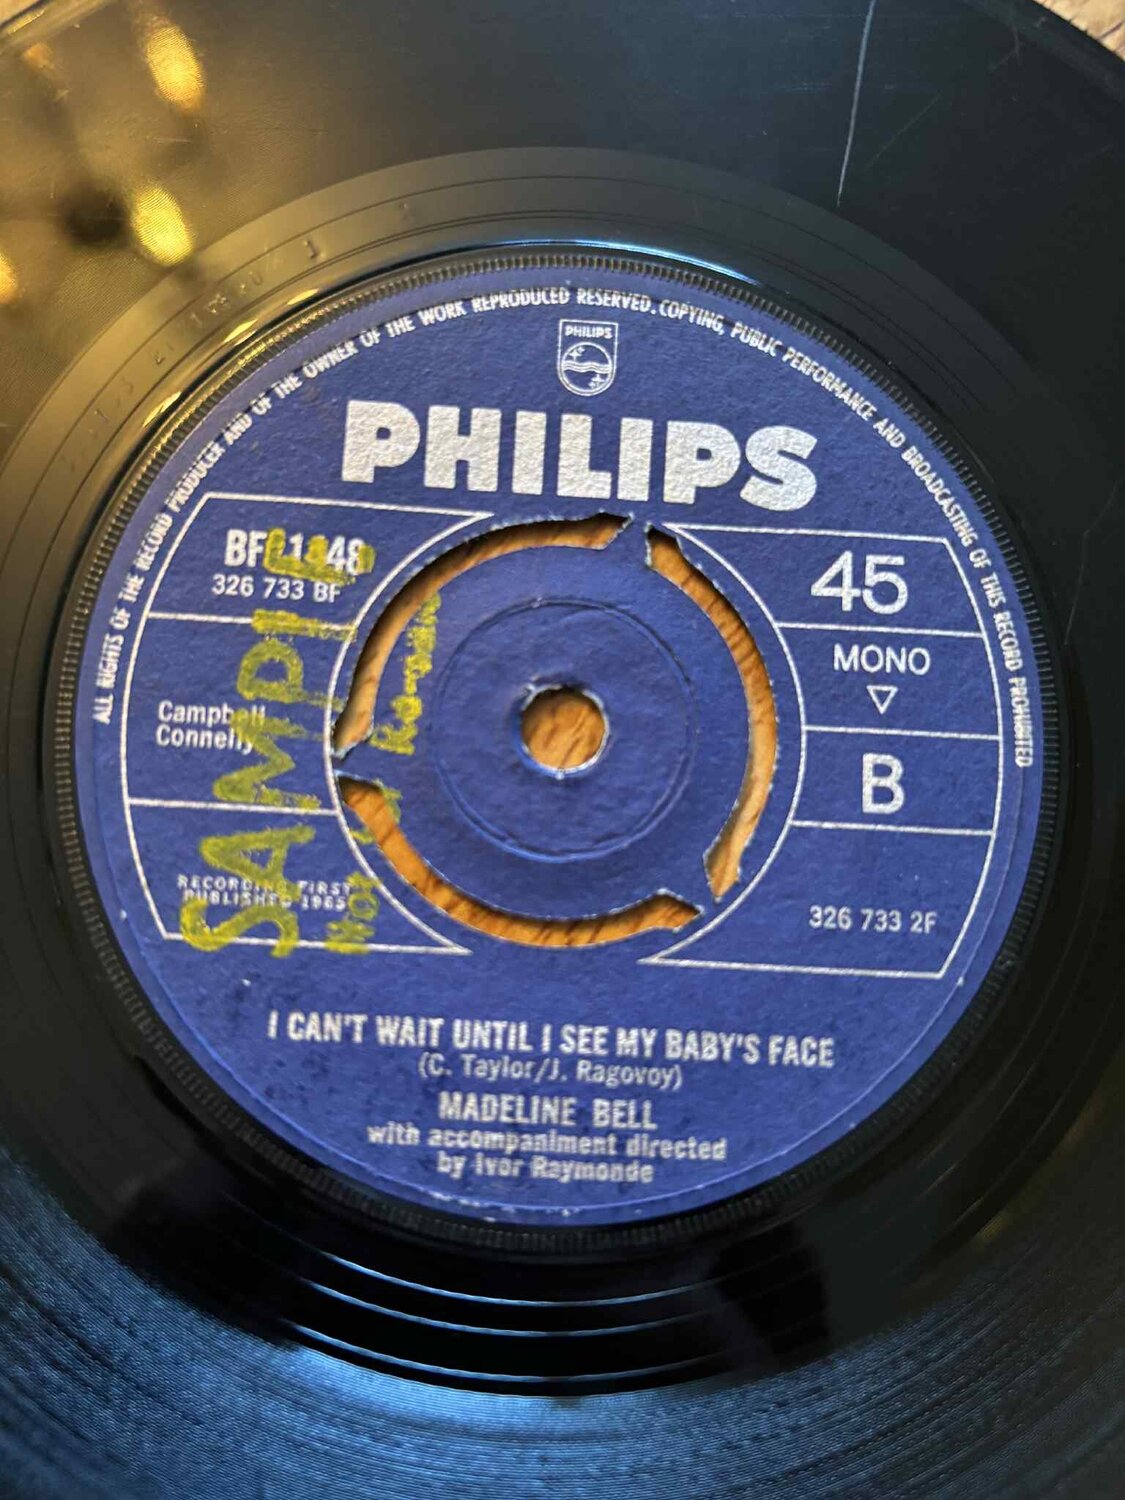 ALL RIGHTS OF THE RECORD PRODUCER AND OF THE OWNER OF THE WORK REPRODUCED RESERVED. COPYING, PUBLIC PERFORMANCE AND BROADCASTING OF THIS RECORD PROHIBITED
PHILIPS
PHILIPS
BF 1448
326 733 BF
Campbell
Connelly
RECORDING FIRST
PUBLISHED 1965
SAMPLE
Not
45
MONO
B
326 733 2F
I CAN'T WAIT UNTIL I SEE MY BABY'S FACE
(C. Taylor/J. Ragovoy)
MADELINE BELL
with accompaniment directed
by Ivor Raymonde